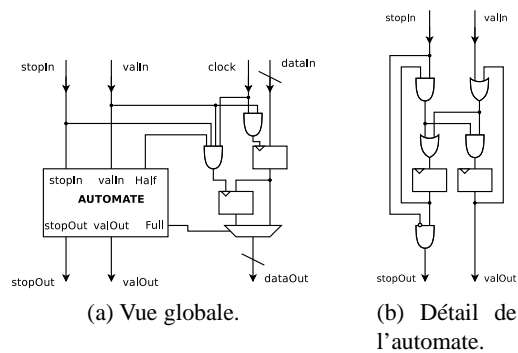 stopIn valIn clock dataIn
stopIn valIn Half
AUTOMATE
stopOut valOut Full
stopOut valOut dataOut
(a) Vue globale.
stopIn valIn
stopOut valOut
(b) Détail de
l'automate.